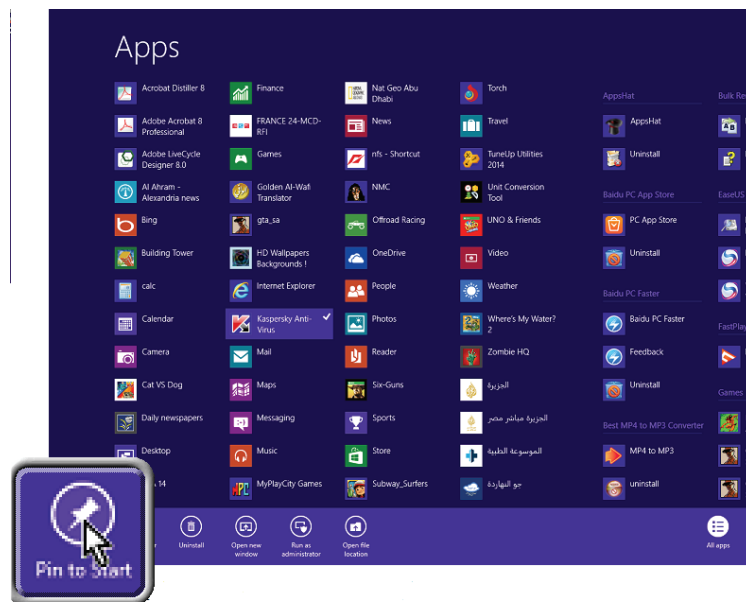 Apps
Acrobat Distiller 8
Adobe Acrobat 8
Professional
Adobe LiveCycle
Designer 8.0
Al Ahram -
Alexandria news
Bing
Building Tower
calc
Calendar
Camera
Cat VS Dog
Daily newspapers
Desktop
14
Finance
FRANCE 24-MCD-
RFI
Games
Golden Al-Wafi
Translator
gta_sa
HD Wallpapers
Backgrounds !
Internet Explorer
Kaspersky Anti-
Virus
Mail
Maps
Messaging
Music
MyPlayCity Games
Nat Geo Abu
Dhabi
News
nfs - Shortcut
NMC
Offroad Racing
OneDrive
People
Photos
Reader
Six-Guns
Sports
Store
Subway_Surfers
Torch
Travel
TuneUp Utilities
2014
Unit Conversion
Tool
UNO & Friends
Video
Weather
Where's My Water?
2
Zombie HQ
الجزيرة
الجزيرة مباشر مصر
الموسوعة الطبية
جو النهاردة
AppsHat
AppsHat
Uninstall
Baidu PC App Store
PC App Store
Uninstall
Baidu PC Faster
Baidu PC Faster
Feedback
Uninstall
Best MP4 to MP3 Converter
MP4 to MP3
uninstall
Bulk Re
EaseUS
FastPlay
Games
Pin to Start
Uninstall
Open new
window
Run as
administrator
Open file
location
All apps